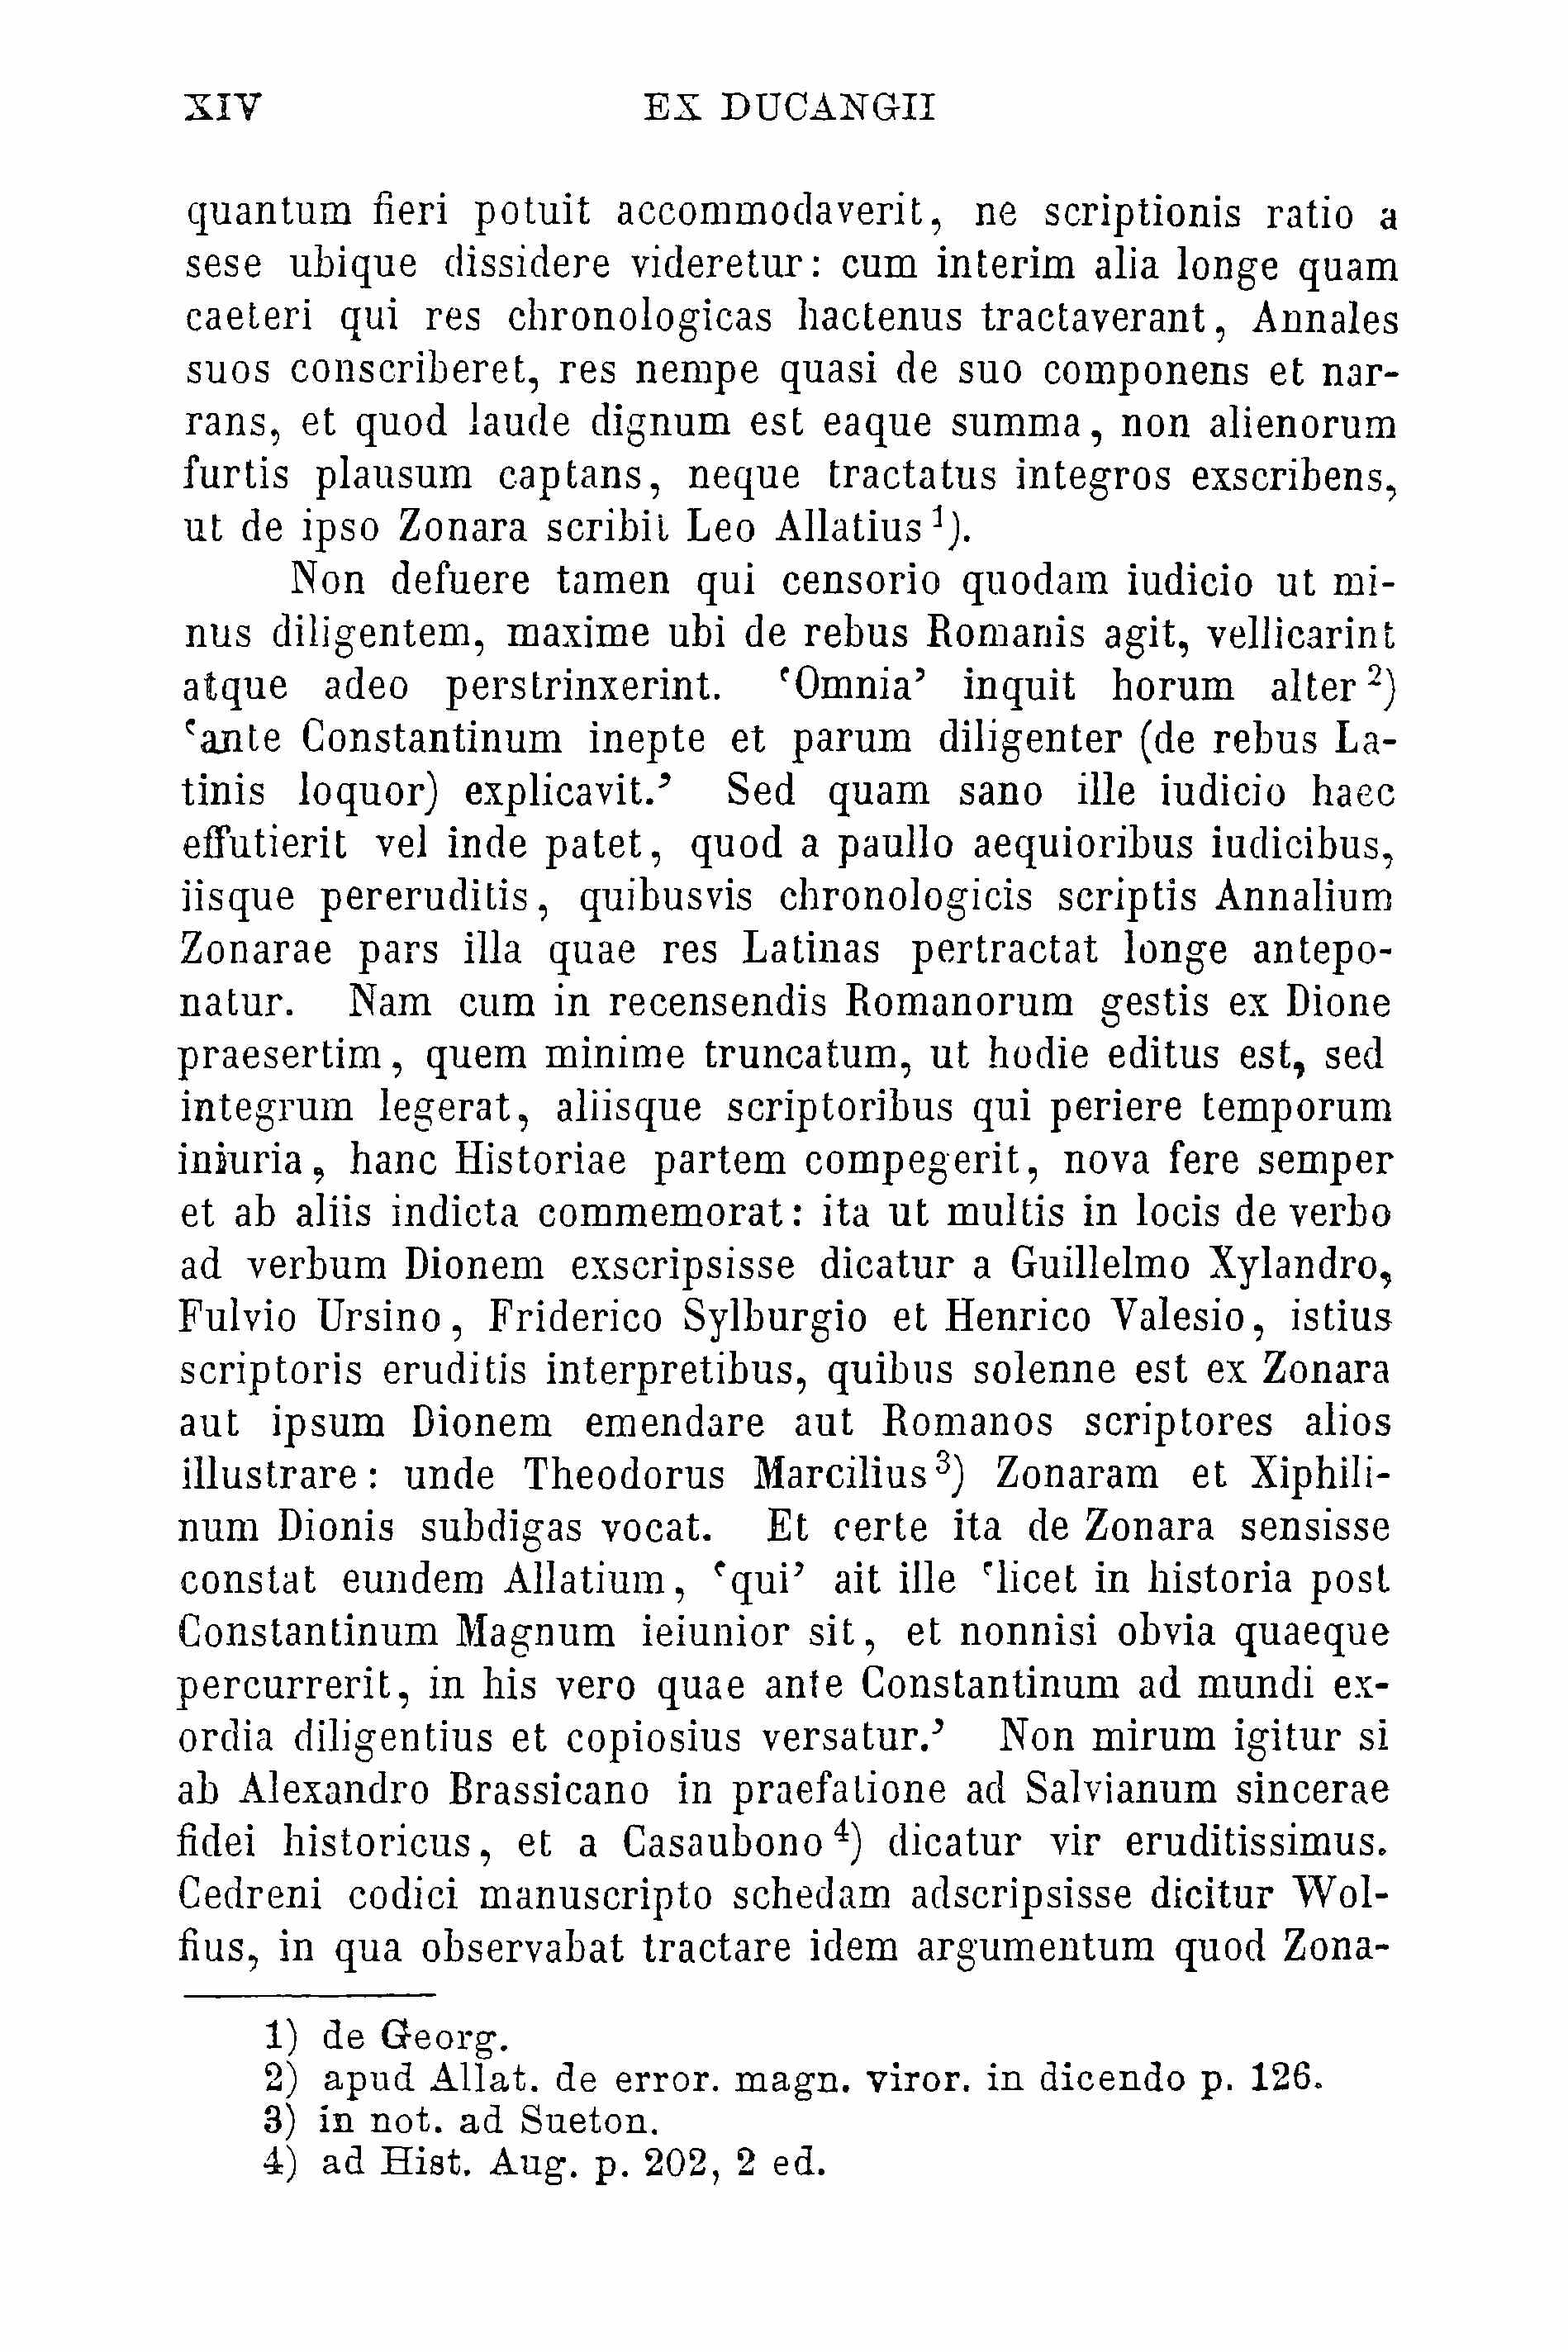 XIV EX DUCANGII
quantum fieri potuit accommodaverit, ne scriptionis ratio a
sese ubique dissidere videretur: cum interim alia longe quam
caeteri qui res chronologicas hactenus tractaverant, Annales
suos conscriberet, res nempe quasi de suo componens et nar-
rans, et quod laude dignum est eaque summa, non alienorum
furtis plausum captans, neque tractatus integros exscribens,
ut de ipso Zonara scribit Leo Allatius ¹).
Non defuere tamen qui censorio quodam iudicio ut mi-
nus diligentem, maxime ubi de rebus Romanis agit, vellicarint
atque adeo perstrinxerint. ‘Omnia’ inquit horum alter ²)
‘ante Constantinum inepte et parum diligenter (de rebus La-
tinis loquor) explicavit.’ Sed quam sano ille iudicio haec
effutierit vel inde patet, quod a paullo aequioribus iudicibus,
iisque pereruditis, quibusvis chronologicis scriptis Annalium
Zonarae pars illa quae res Latinas pertractat longe antepo-
natur. Nam cum in recensendis Romanorum gestis ex Dione
praesertim, quem minime truncatum, ut hodie editus est, sed
integrum legerat, aliisque scriptoribus qui periere temporum
iniuria, hanc Historiae partem compegerit, nova fere semper
et ab aliis indicta commemorat: ita ut multis in locis de verbo
ad verbum Dionem exscripsisse dicatur a Guillelmo Xylandro,
Fulvio Ursino, Friderico Sylburgio et Henrico Valesio, istius
scriptoris eruditis interpretibus, quibus solenne est ex Zonara
aut ipsum Dionem emendare aut Romanos scriptores alios
illustrare: unde Theodorus Marcilius ³) Zonaram et Xiphili-
num Dionis subdigas vocat. Et certe ita de Zonara sensisse
constat eundem Allatium, ‘qui’ ait ille ‘licet in historia post
Constantinum Magnum ieiunior sit, et nonnisi obvia quaeque
percurrerit, in his vero quae ante Constantinum ad mundi ex-
ordia diligentius et copiosius versatur.’ Non mirum igitur si
ab Alexandro Brassicano in praefatione ad Salvianum sincerae
fidei historicus, et a Casaubono ⁴) dicatur vir eruditissimus.
Cedreni codici manuscripto schedam adscripsisse dicitur Wol-
fius, in qua observabat tractare idem argumentum quod Zona-
1) de Georg.
2) apud Allat. de error. magn. viror. in dicendo p. 126.
3) in not. ad Sueton.
4) ad Hist. Aug. p. 202, 2 ed.